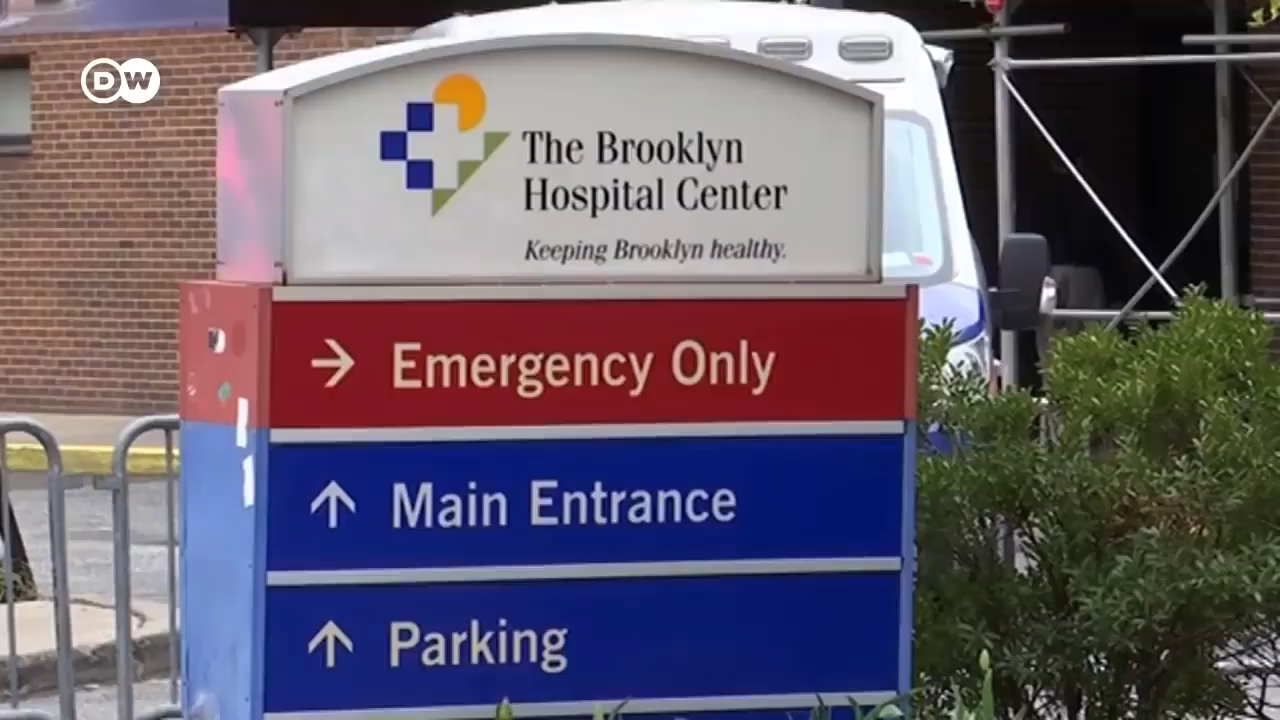 DW
The Brooklyn
Hospital Center
Keeping Brooklyn healthy.
→ Emergency Only
↑ Main Entrance
↑ Parking